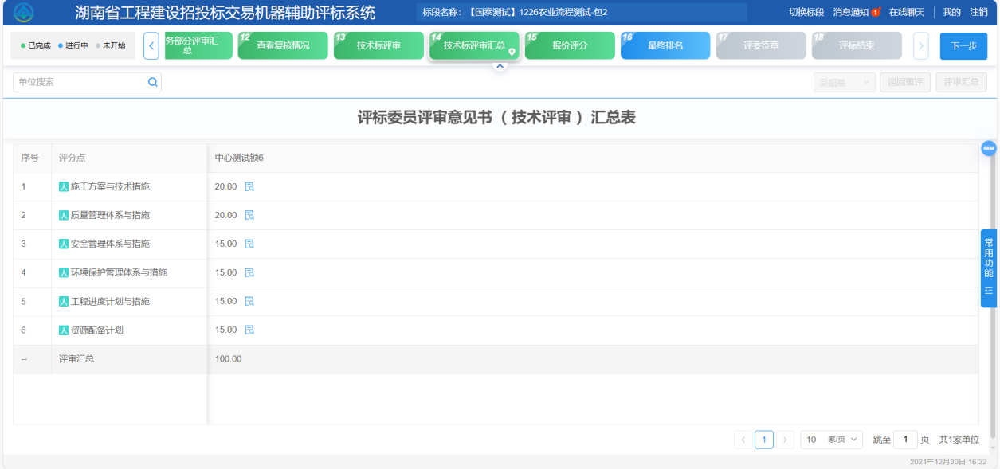 湖南省工程建设招投标交易机器辅助评标系统
标段名称：【国泰测试】1226农业流程测试-包2
切换标段 消息通知 1 在线聊天 | 我的 注销
已完成 进行中 未开始
务部分评审汇
总
12 查看复核情况
13 技术标评审
14 技术标评审汇总
15 报价评分
16 最终排名
17 评委签章
18 评标结束
下一步
单位搜索
吴韶基 退回重评 评审汇总
评标委员评审意见书（技术评审）汇总表
序号 评分点 中心测试锁6
1 人 施工方案与技术措施 20.00
2 人 质量管理体系与措施 20.00
3 人 安全管理体系与措施 15.00
4 人 环境保护管理体系与措施 15.00
5 人 工程进度计划与措施 15.00
6 人 资源配备计划 15.00
-- 评审汇总 100.00
常用功能
1 10 家/页 跳至 1 页 共1家单位
2024年12月30日 16:22